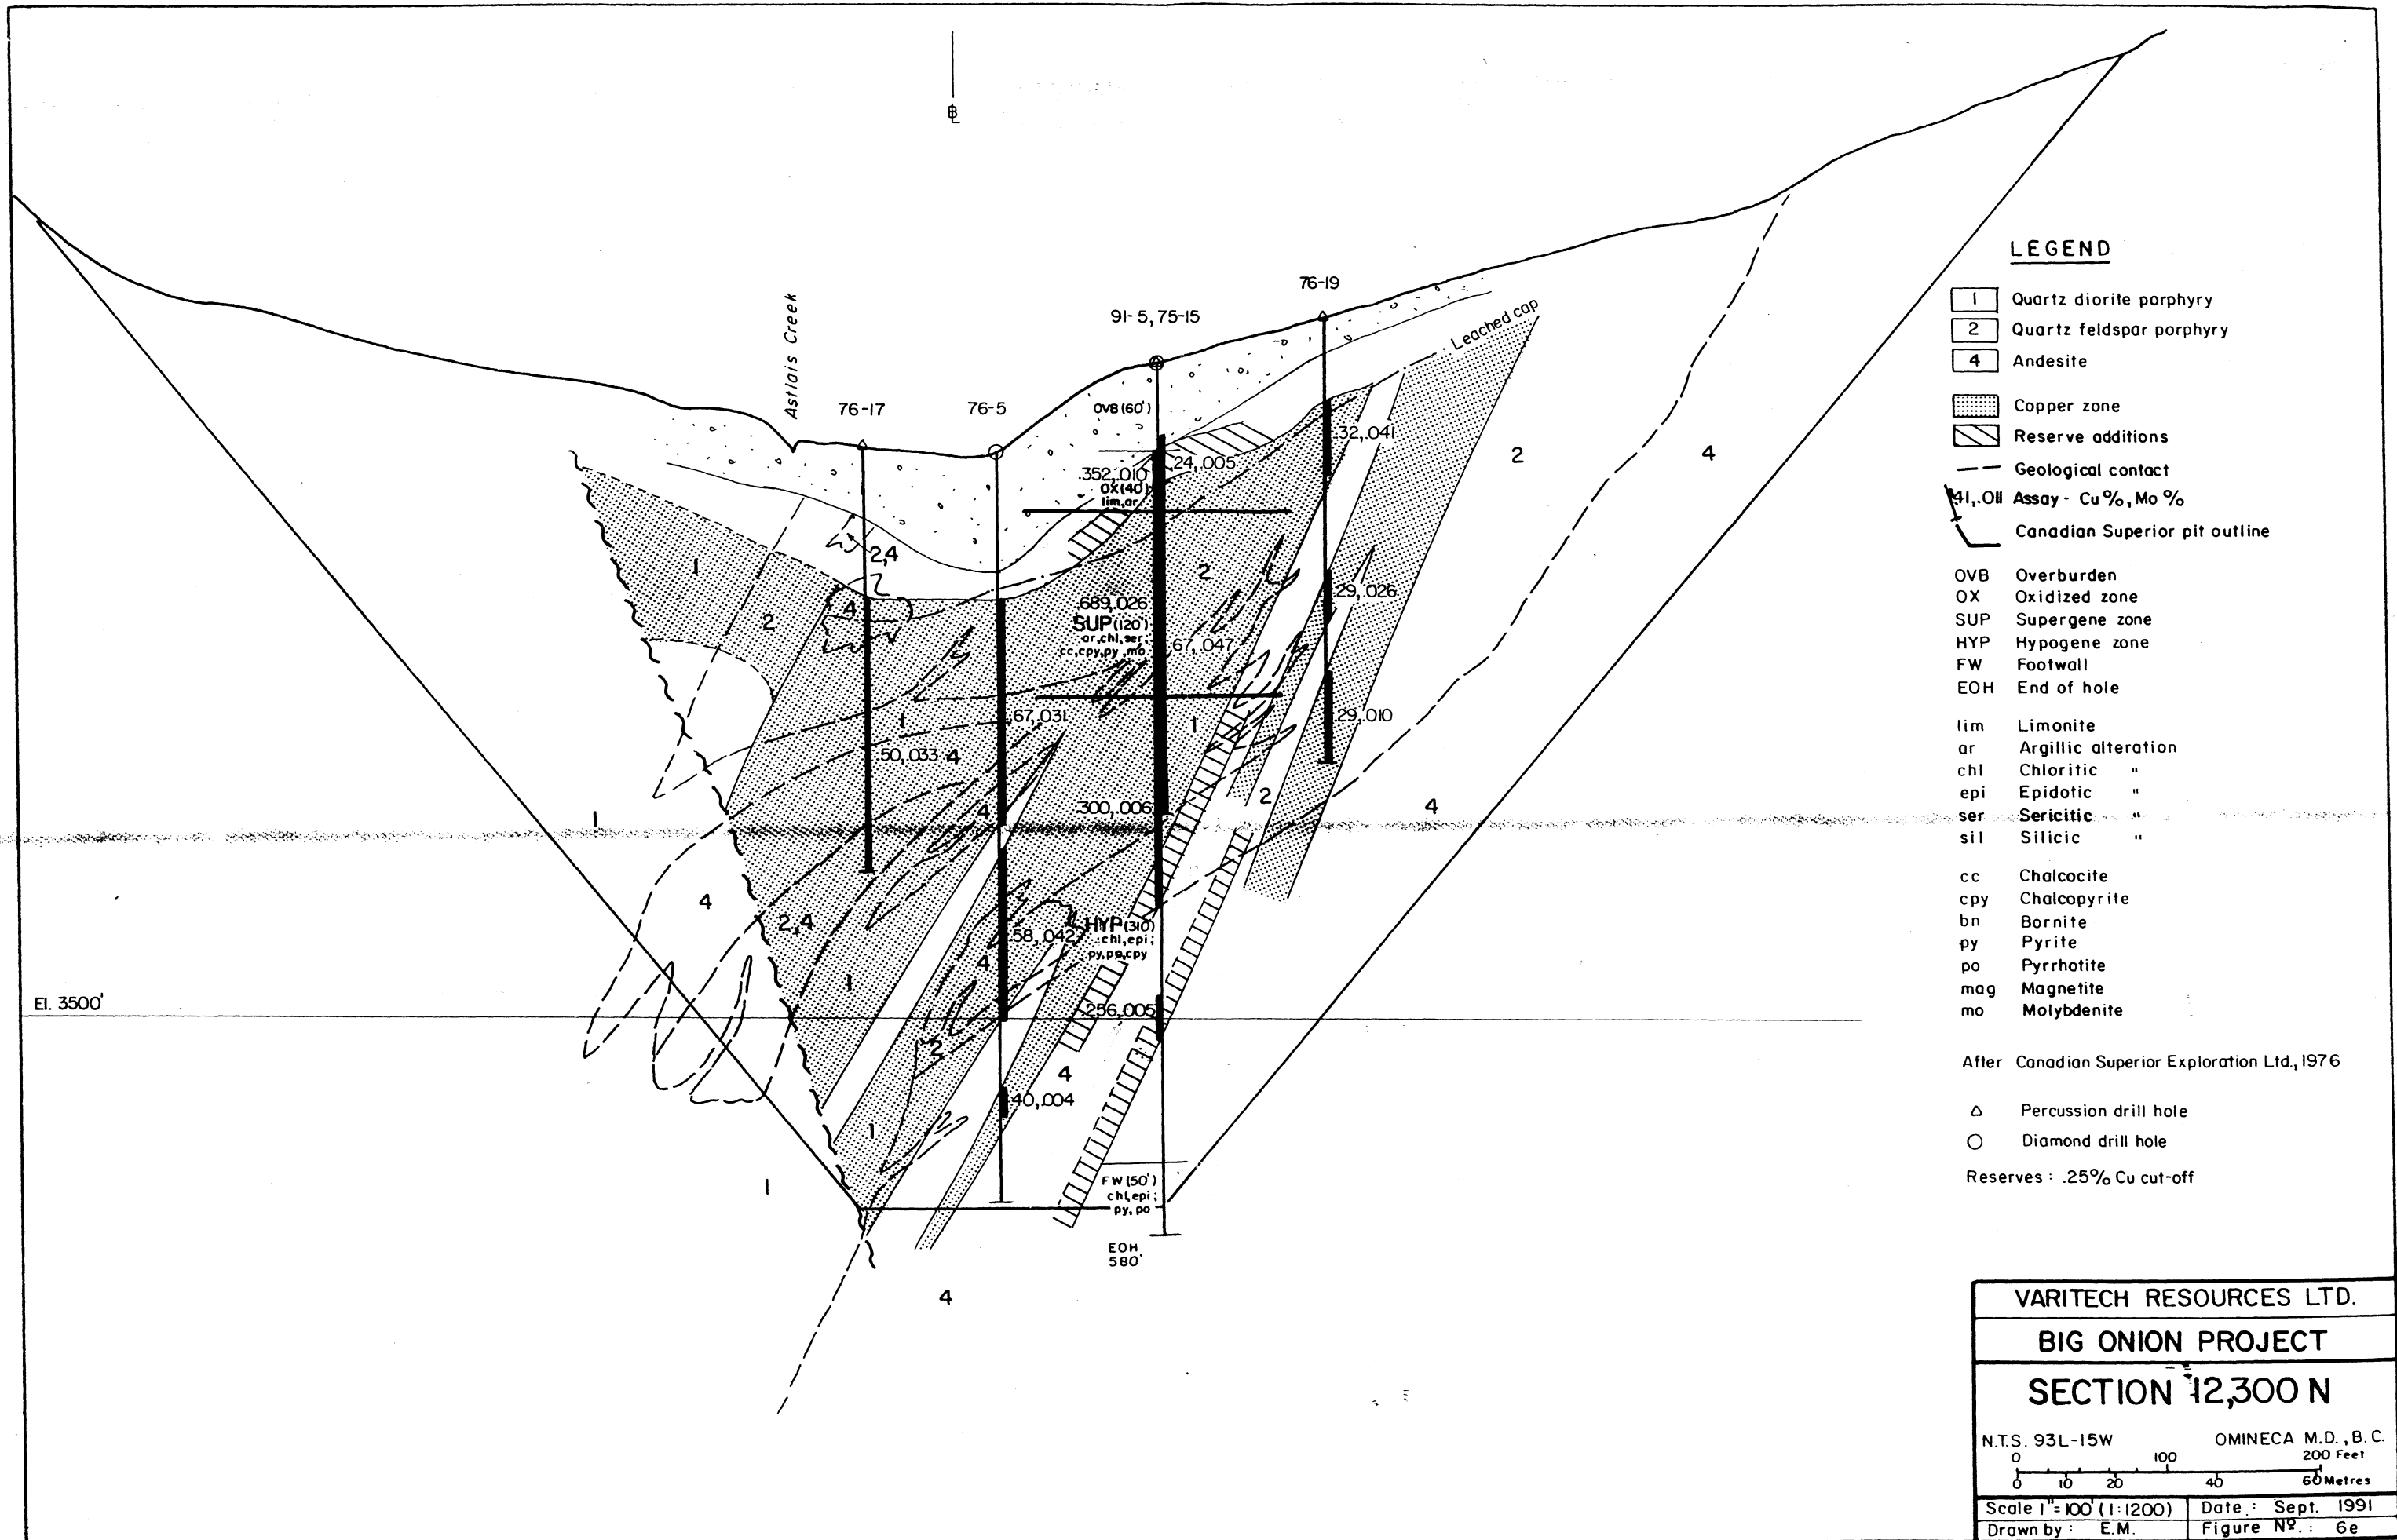 ℄
Astlais Creek
76-17
76-5
91-5, 75-15
76-19
Leached cap
OVB (60')
.352,.010
OX(40')
lim,ar
.24,.005
.32,.041
1
2
2,4
4
2
2
4
.689,.026
SUP(120')
ar,chl,ser;
cc,cpy,py,mo
.67,.047
.29,.026
1
4
.67,.031
.50,.033
1
.29,.010
.300,.006
4
2
4
1
4
2,4
1
.58,.042
4
HYP(310)
chl,epi;
py,po,cpy
.256,.005
2
4
.40,.004
1
2
1
FW (50')
chl,epi;
py, po
EOH
580'
4
El. 3500'
LEGEND
1 Quartz diorite porphyry
2 Quartz feldspar porphyry
4 Andesite
Copper zone
Reserve additions
Geological contact
.41,.011 Assay - Cu %, Mo %
Canadian Superior pit outline
OVB Overburden
OX Oxidized zone
SUP Supergene zone
HYP Hypogene zone
FW Footwall
EOH End of hole
lim Limonite
ar Argillic alteration
chl Chloritic "
epi Epidotic "
ser Sericitic "
sil Silicic "
cc Chalcocite
cpy Chalcopyrite
bn Bornite
py Pyrite
po Pyrrhotite
mag Magnetite
mo Molybdenite
After Canadian Superior Exploration Ltd., 1976
Percussion drill hole
Diamond drill hole
Reserves : .25% Cu cut-off
VARITECH RESOURCES LTD.
BIG ONION PROJECT
SECTION 12,300 N
N.T.S. 93L-15W OMINECA M.D., B.C.
0 100 200 Feet
0 10 20 40 60 Metres
Scale 1"=100' (1:1200) Date : Sept. 1991
Drawn by : E.M. Figure Nº. : 6e